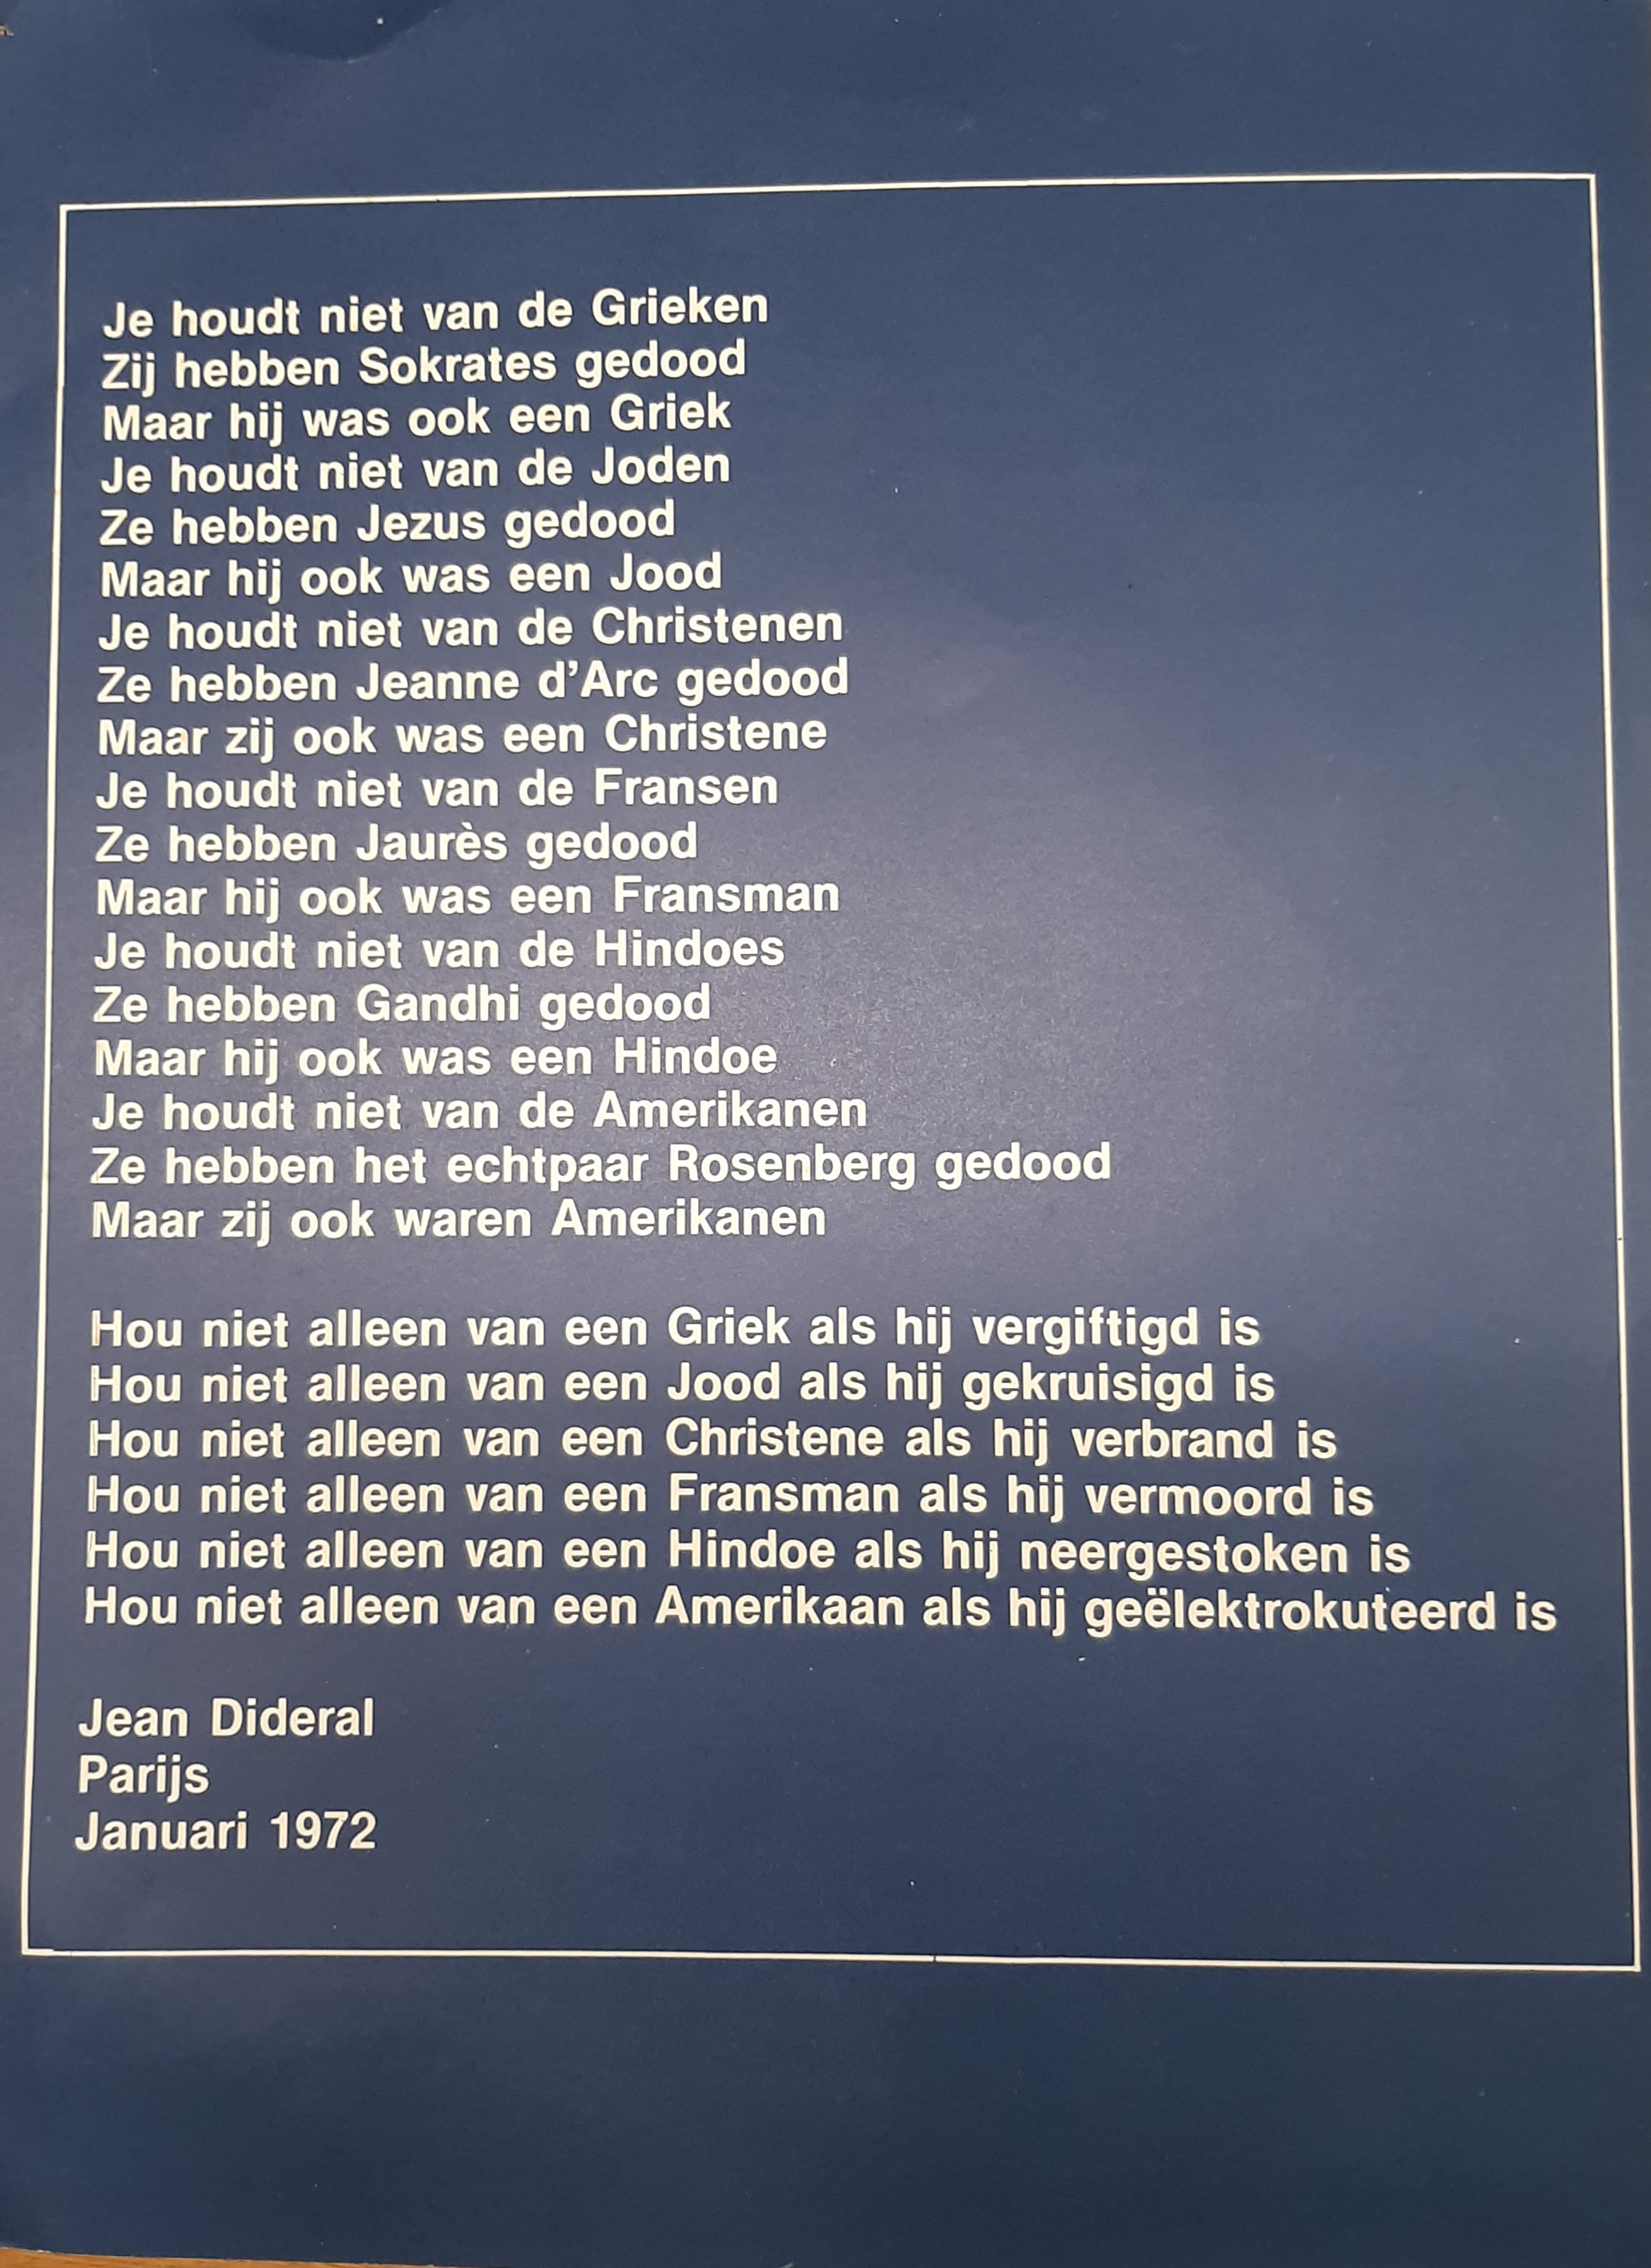 Je houdt niet van de Grieken
Zij hebben Sokrates gedood
Maar hij was ook een Griek
Je houdt niet van de Joden
Ze hebben Jezus gedood
Maar hij ook was een Jood
Je houdt niet van de Christenen
Ze hebben Jeanne d'Arc gedood
Maar zij ook was een Christene
Je houdt niet van de Fransen
Ze hebben Jaurès gedood
Maar hij ook was een Fransman
Je houdt niet van de Hindoes
Ze hebben Gandhi gedood
Maar hij ook was een Hindoe
Je houdt niet van de Amerikanen
Ze hebben het echtpaar Rosenberg gedood
Maar zij ook waren Amerikanen
Hou niet alleen van een Griek als hij vergiftigd is
Hou niet alleen van een Jood als hij gekruisigd is
Hou niet alleen van een Christene als hij verbrand is
Hou niet alleen van een Fransman als hij vermoord is
Hou niet alleen van een Hindoe als hij neergestoken is
Hou niet alleen van een Amerikaan als hij geëlektrokuteerd is
Jean Dideral
Parijs
Januari 1972